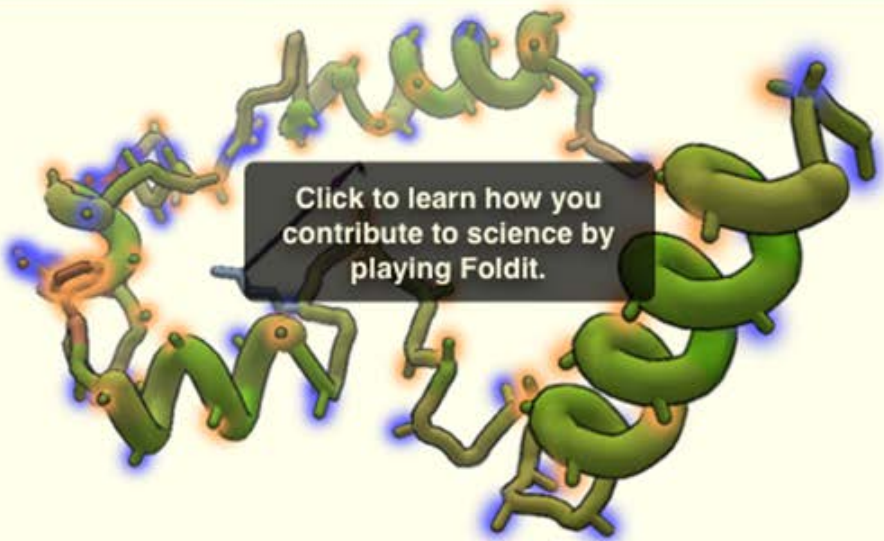 Click to learn how you
contribute to science by
playing Foldit.